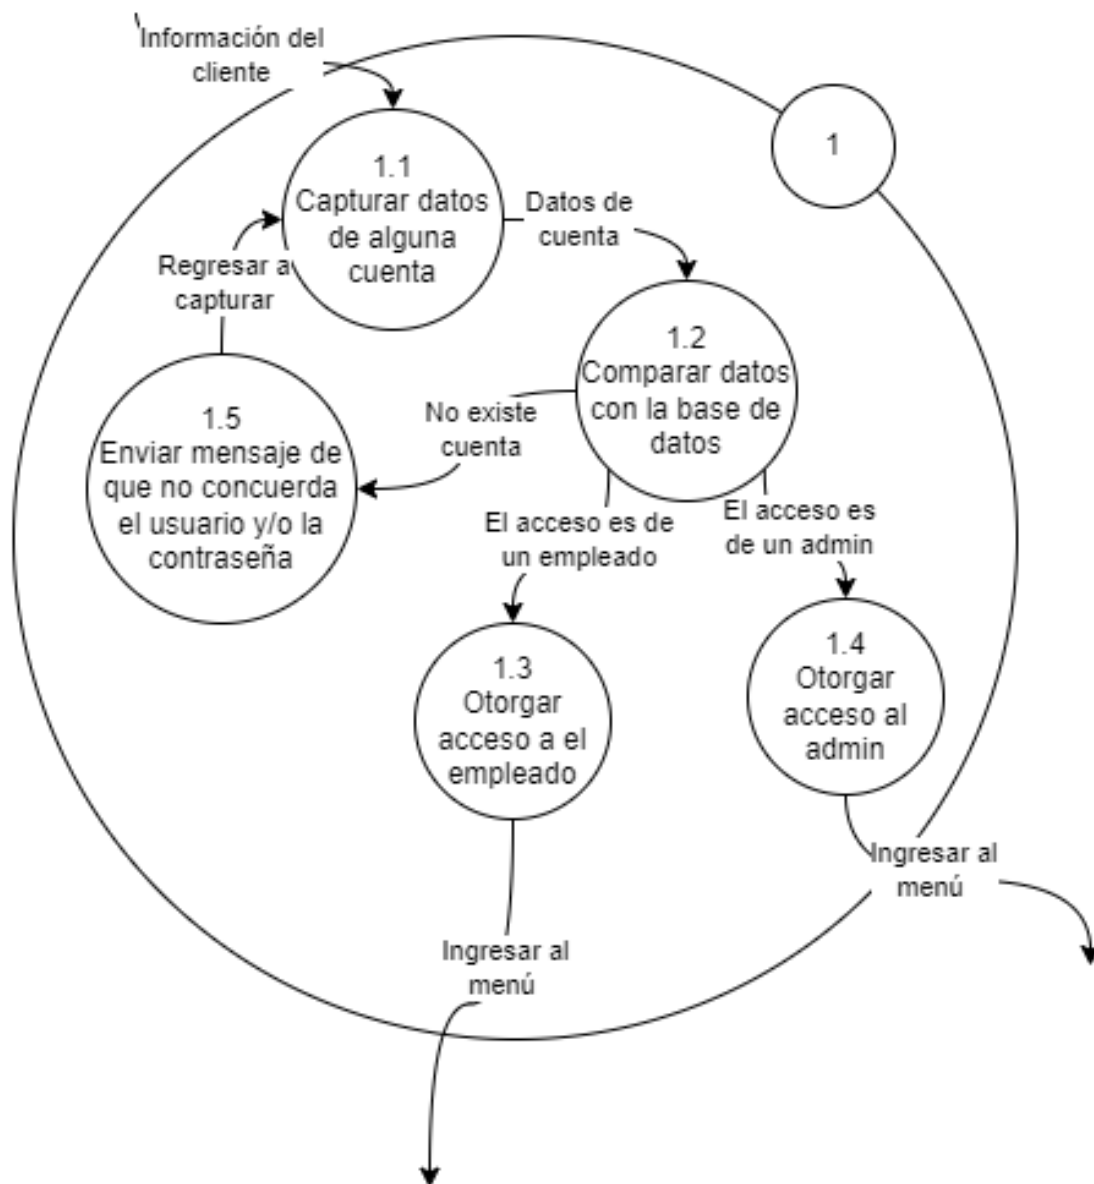 Información del
cliente
1
1.1
Capturar datos
de alguna
cuenta
Datos de
cuenta
Regresar a
capturar
1.2
Comparar datos
con la base de
datos
No existe
cuenta
1.5
Enviar mensaje de
que no concuerda
el usuario y/o la
contraseña
El acceso es de
un empleado
El acceso es
de un admin
1.3
Otorgar
acceso a el
empleado
1.4
Otorgar
acceso al
admin
Ingresar al
menú
Ingresar al
menú